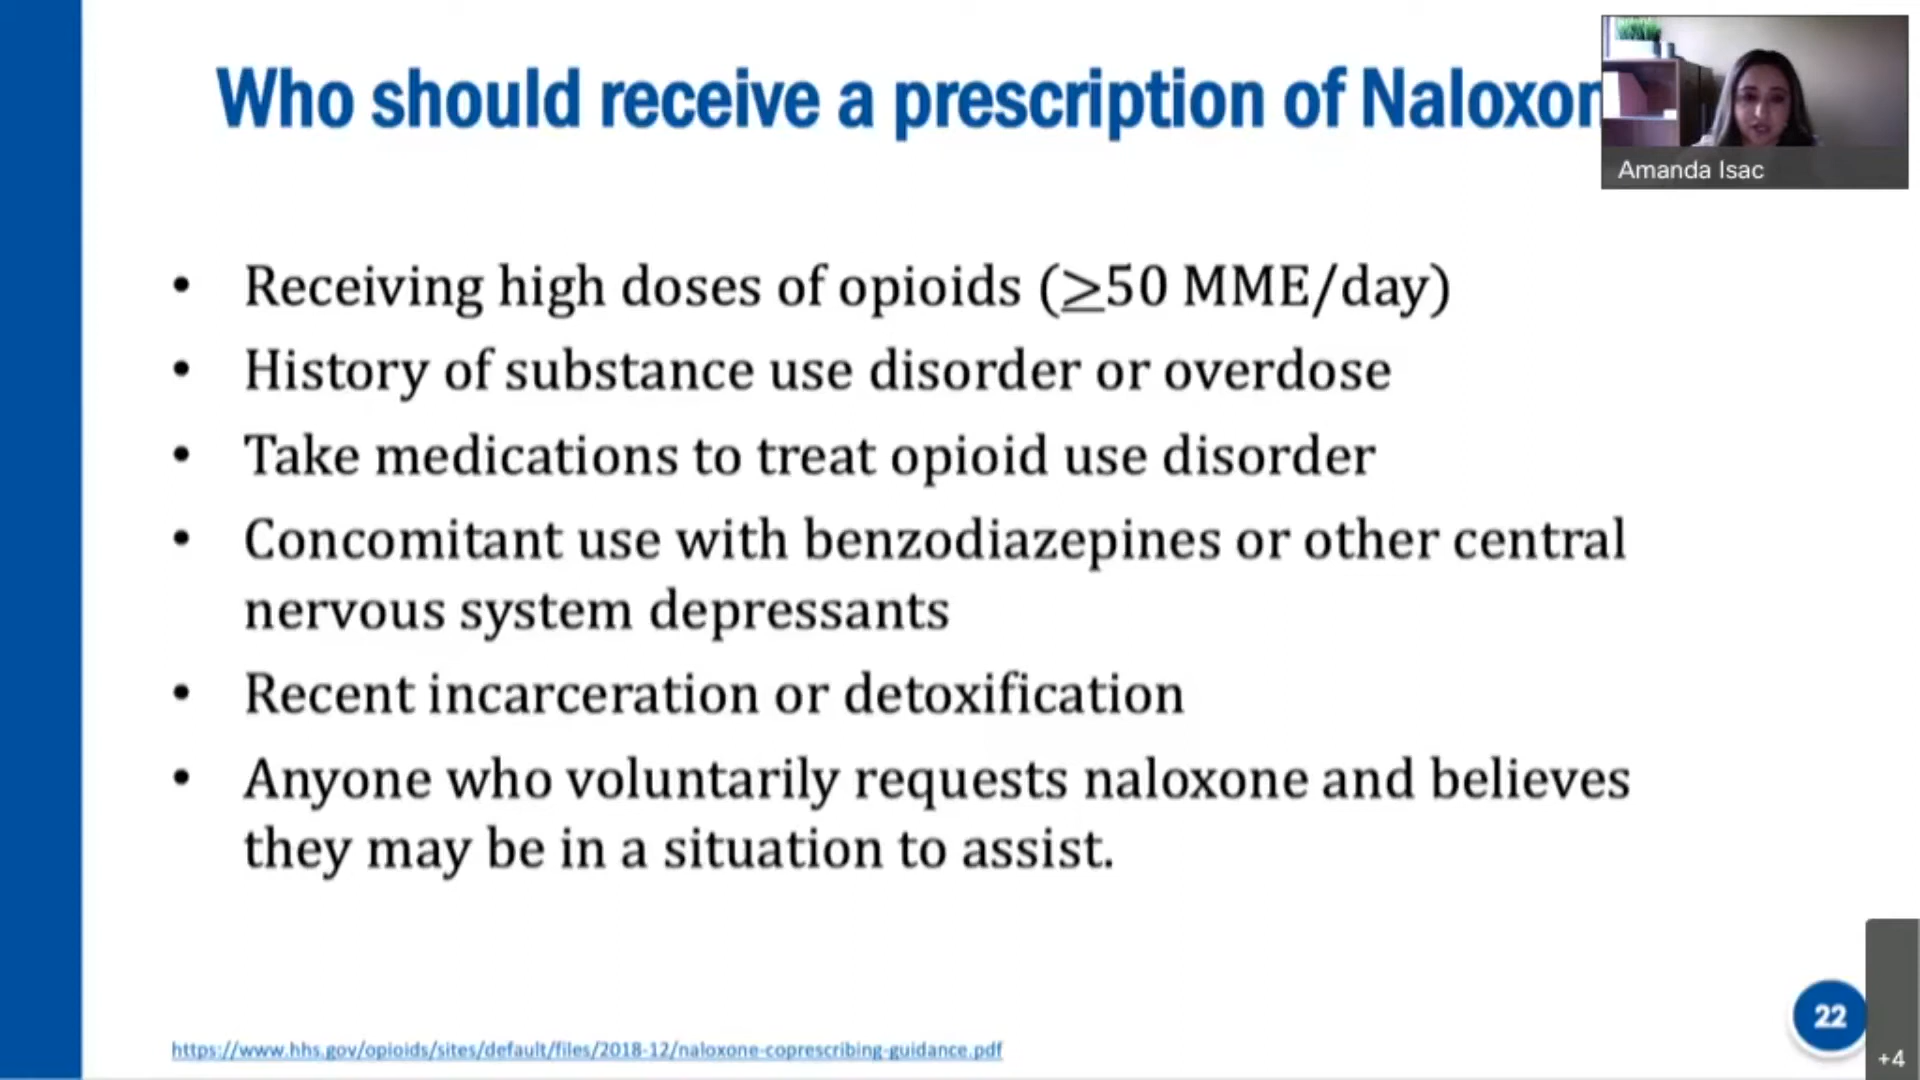 Who should receive a prescription of Naloxon
Amanda Isac
• Receiving high doses of opioids (≥50 MME/day)
• History of substance use disorder or overdose
• Take medications to treat opioid use disorder
• Concomitant use with benzodiazepines or other central
nervous system depressants
• Recent incarceration or detoxification
• Anyone who voluntarily requests naloxone and believes
they may be in a situation to assist.
22
https://www.hhs.gov/opioids/sites/default/files/2018-12/naloxone-coprescribing-guidance.pdf
+4